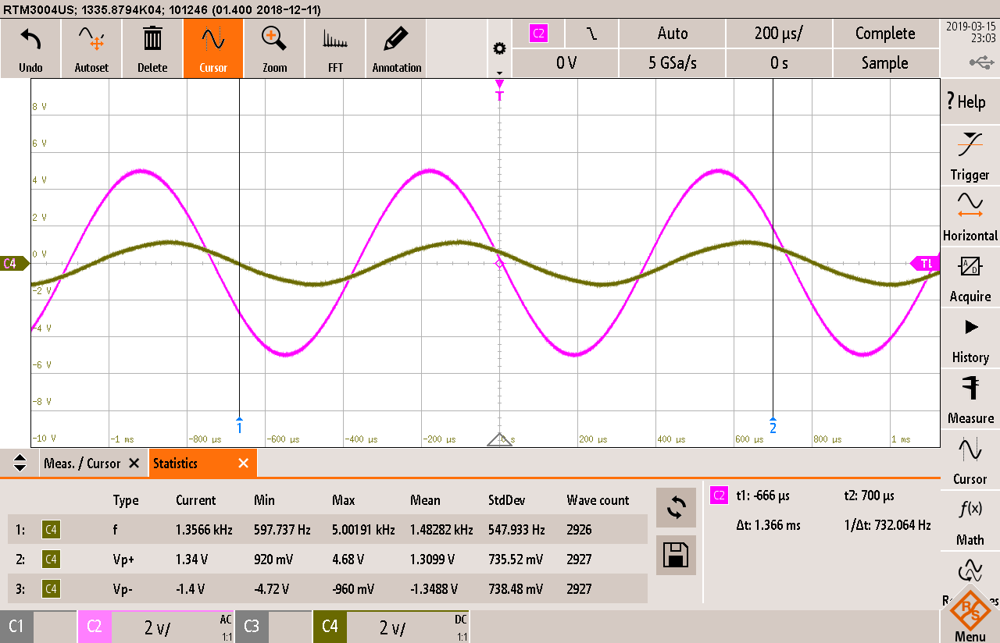 RTM3004US; 1335.8794K04; 101246 (01.400 2018-12-11)
Undo Autoset Delete Cursor Zoom FFT Annotation
C2 Auto 200 µs/ Complete
0 V 5 GSa/s 0 s Sample
2019-03-15
23:03
T
8 V
6 V
4 V
2 V
0 V
-2 V
-4 V
-6 V
-8 V
-10 V
C4
T1
1
2
-1 ms -800 µs -600 µs -400 µs -200 µs 0 s 200 µs 400 µs 600 µs 800 µs 1 ms
? Help
Trigger
Horizontal
A/D
Acquire
History
Measure
Cursor
f(x)
Math
R/S
Menu
Meas. / Cursor Statistics
Type Current Min Max Mean StdDev Wave count
1: C4 f 1.3566 kHz 597.737 Hz 5.00191 kHz 1.48282 kHz 547.933 Hz 2926
2: C4 Vp+ 1.34 V 920 mV 4.68 V 1.3099 V 735.52 mV 2927
3: C4 Vp- -1.4 V -4.72 V -960 mV -1.3488 V 738.48 mV 2927
C2 t1: -666 µs t2: 700 µs
Δt: 1.366 ms 1/Δt: 732.064 Hz
C1 C2 2 V/ AC 1:1 C3 C4 2 V/ DC 1:1